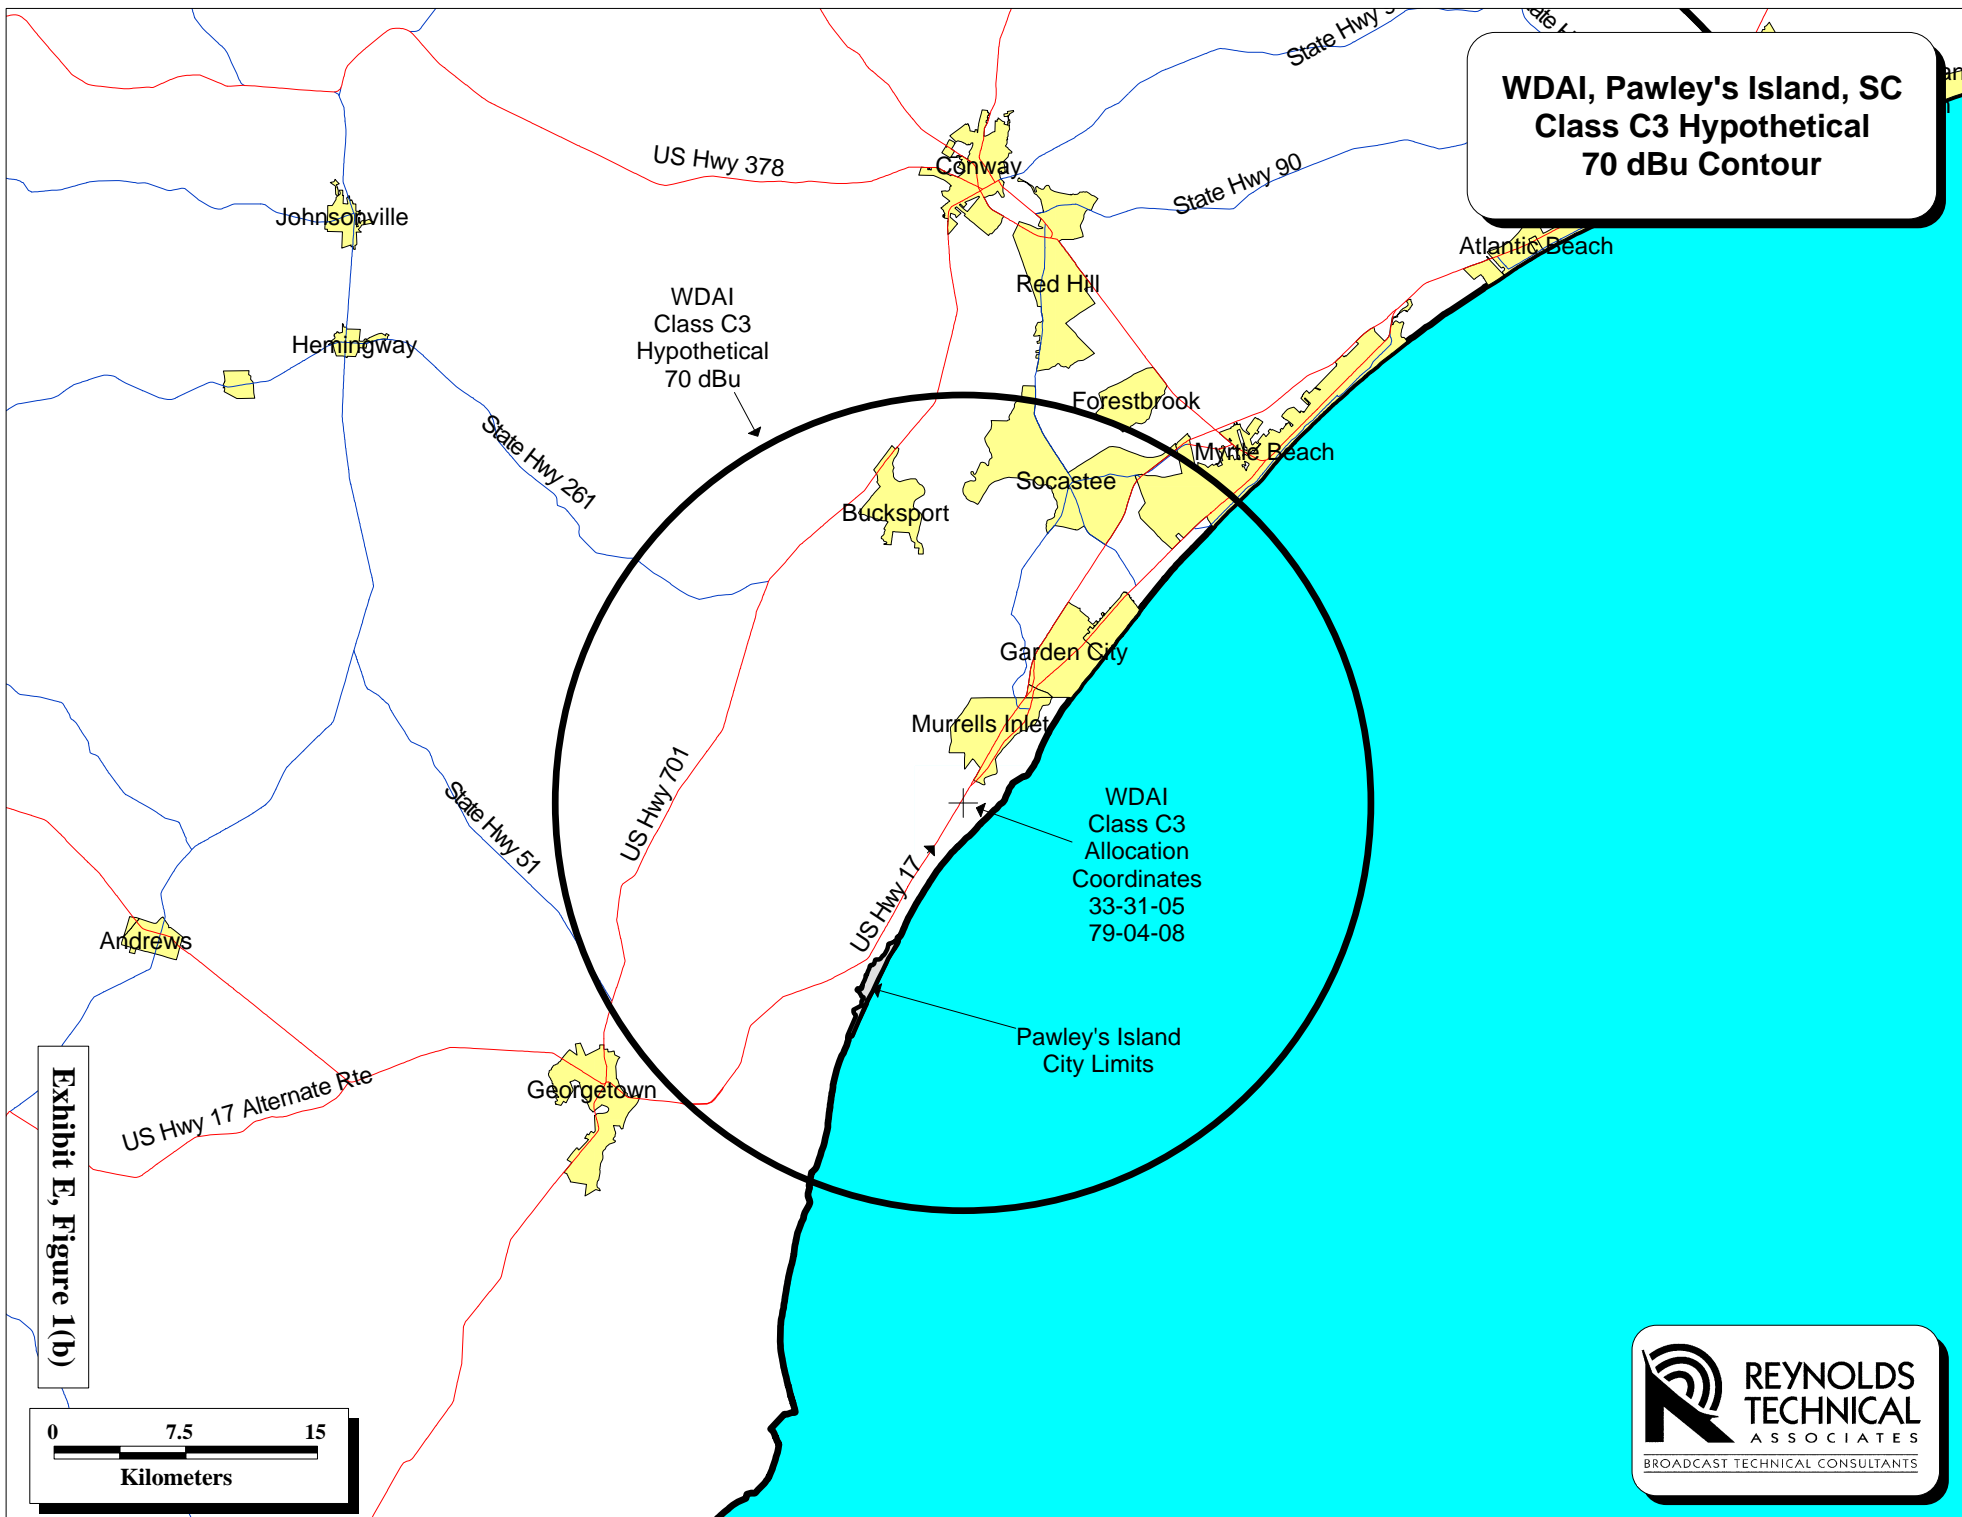 WDAI, Pawley's Island, SC
Class C3 Hypothetical
70 dBu Contour
State Hwy
US Hwy 378
Conway
State Hwy 90
Johnsonville
Atlantic Beach
Red Hill
WDAI
Class C3
Hypothetical
70 dBu
Hemingway
Forestbrook
State Hwy 261
Myrtle Beach
Socastee
Bucksport
Garden City
Murrells Inlet
US Hwy 701
State Hwy 51
WDAI
Class C3
Allocation
Coordinates
33-31-05
79-04-08
US Hwy 17
Andrews
Pawley's Island
City Limits
Georgetown
US Hwy 17 Alternate Rte
Exhibit E, Figure 1(b)
0 7.5 15
Kilometers
REYNOLDS
TECHNICAL
ASSOCIATES
BROADCAST TECHNICAL CONSULTANTS